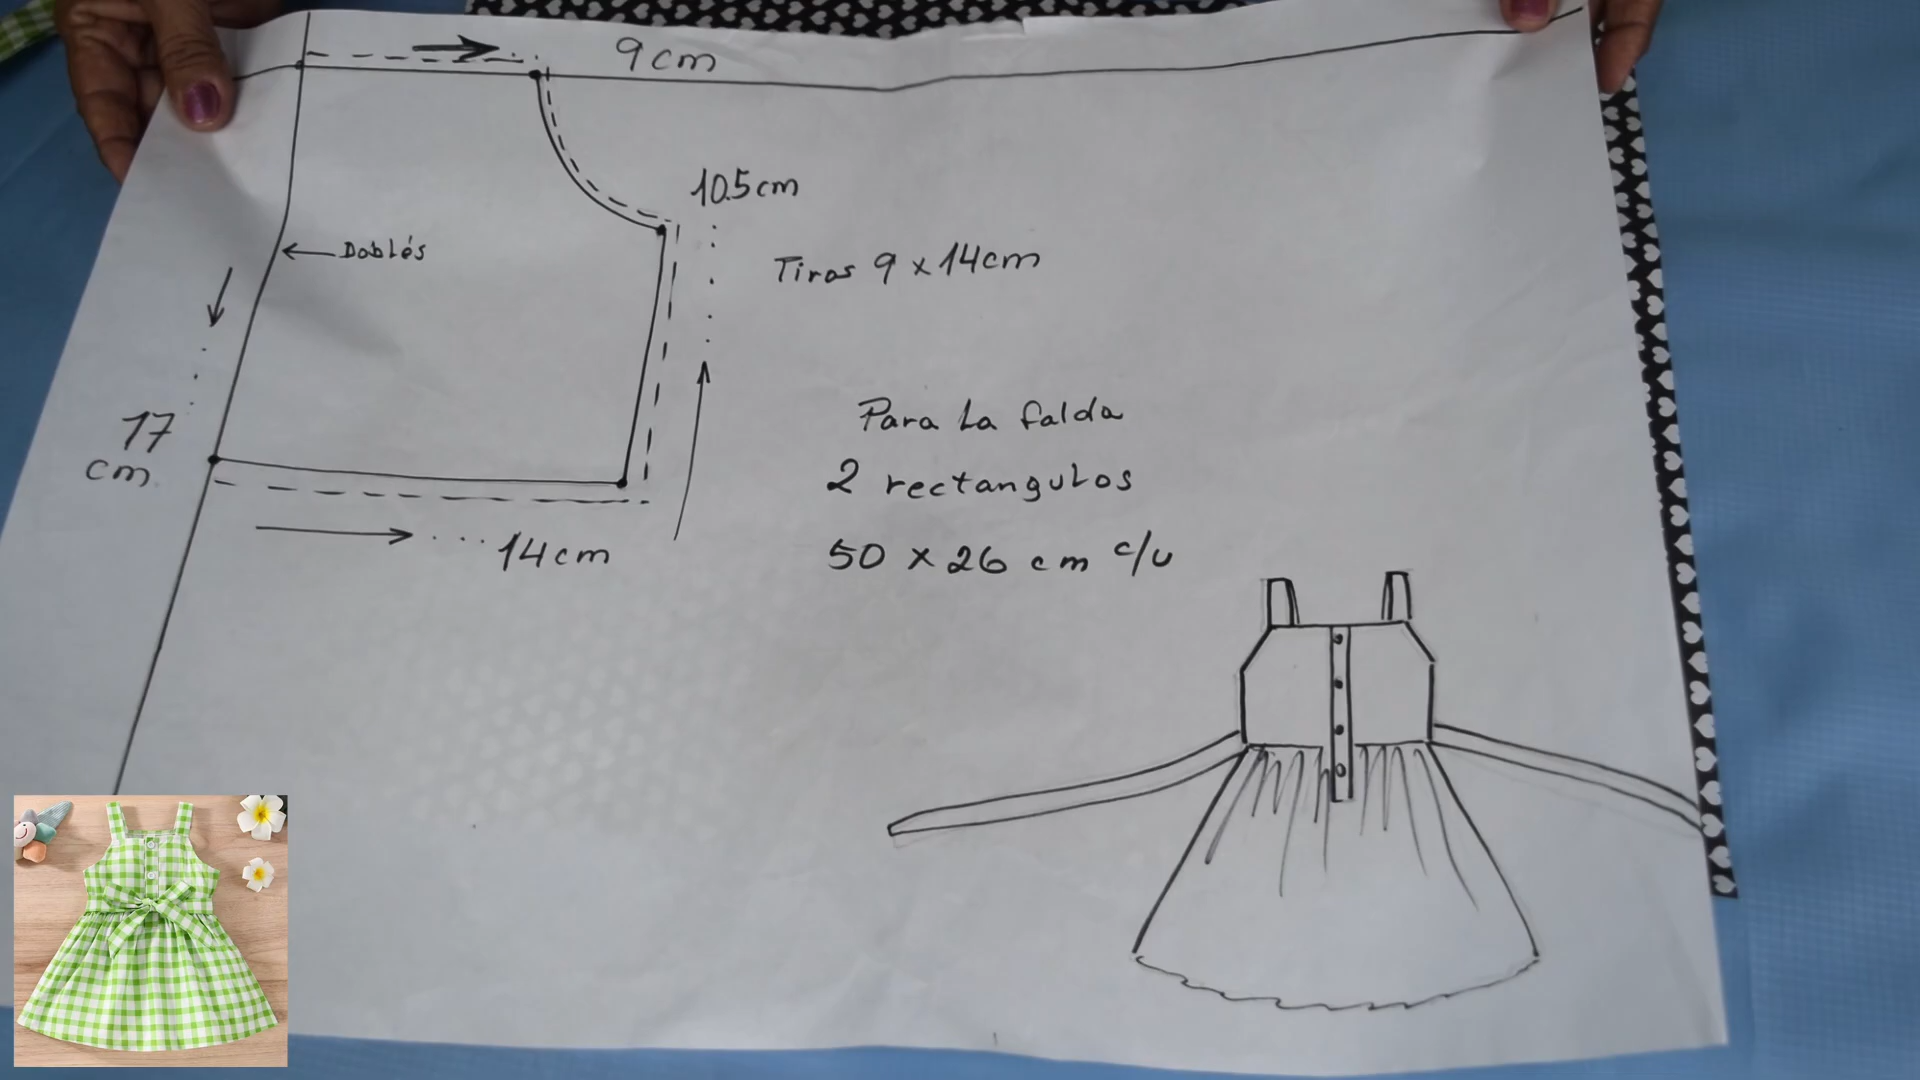 9cm
10.5cm
← Doblés
Tiras 9 x 14cm
17
cm
14cm
Para La falda
2 rectangulos
50 x 26 cm c/u